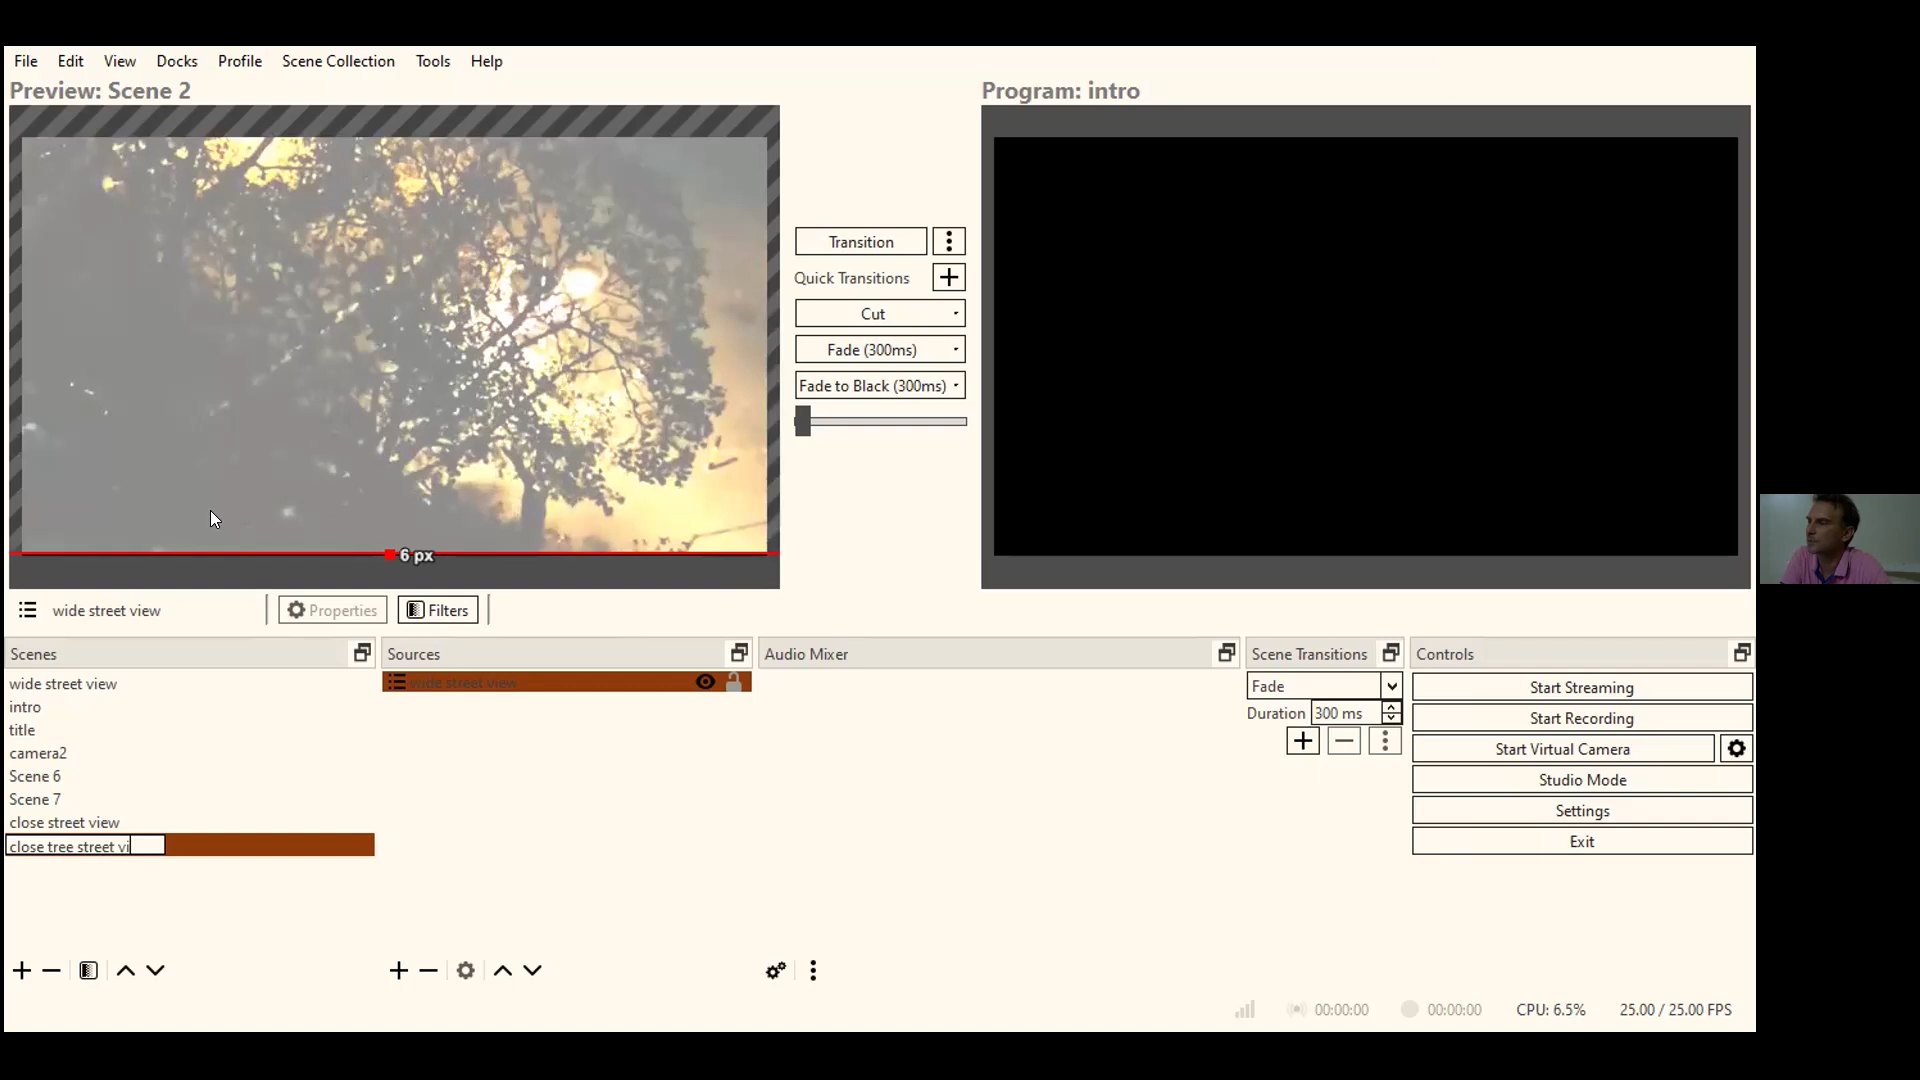 File Edit View Docks Profile Scene Collection Tools Help
Preview: Scene 2
Program: intro
Transition
Quick Transitions
Cut
Fade (300ms)
Fade to Black (300ms)
6 px
wide street view
Properties
Filters
Scenes
Sources
Audio Mixer
Scene Transitions
Controls
wide street view
intro
title
camera2
Scene 6
Scene 7
close street view
close tree street vi
wide street view
Fade
Duration 300 ms
Start Streaming
Start Recording
Start Virtual Camera
Studio Mode
Settings
Exit
00:00:00
00:00:00
CPU: 6.5%
25.00 / 25.00 FPS